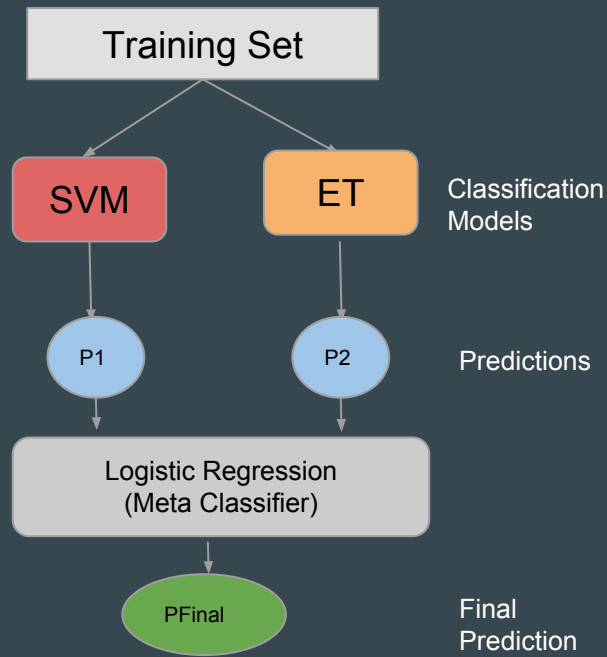 Training Set
SVM
ET
Classification
Models
P1
P2
Predictions
Logistic Regression
(Meta Classifier)
PFinal
Final
Prediction